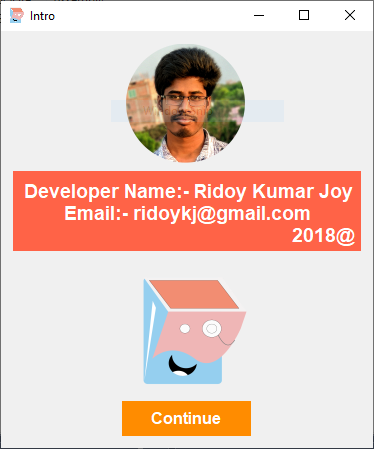 Intro
Developer Name:- Ridoy Kumar Joy
Email:- ridoykj@gmail.com
2018@
Continue